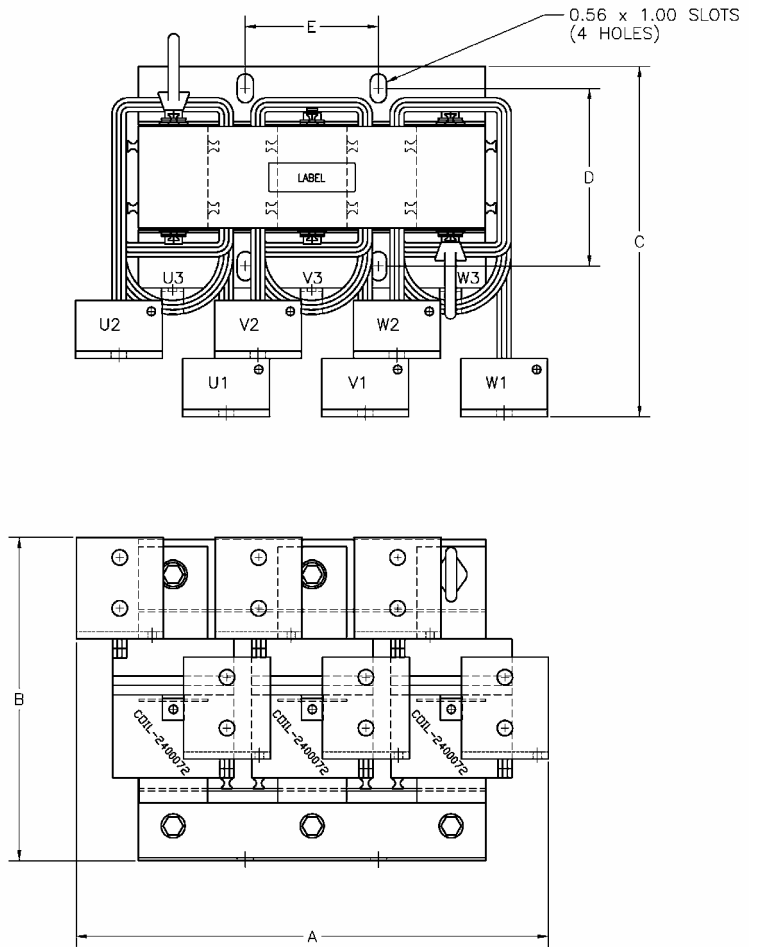 E
0.56 x 1.00 SLOTS
(4 HOLES)
LABEL
D
C
U3
V3
W3
U2
V2
W2
U1
V1
W1
B
COIL-2400072
COIL-2400072
COIL-2400072
A